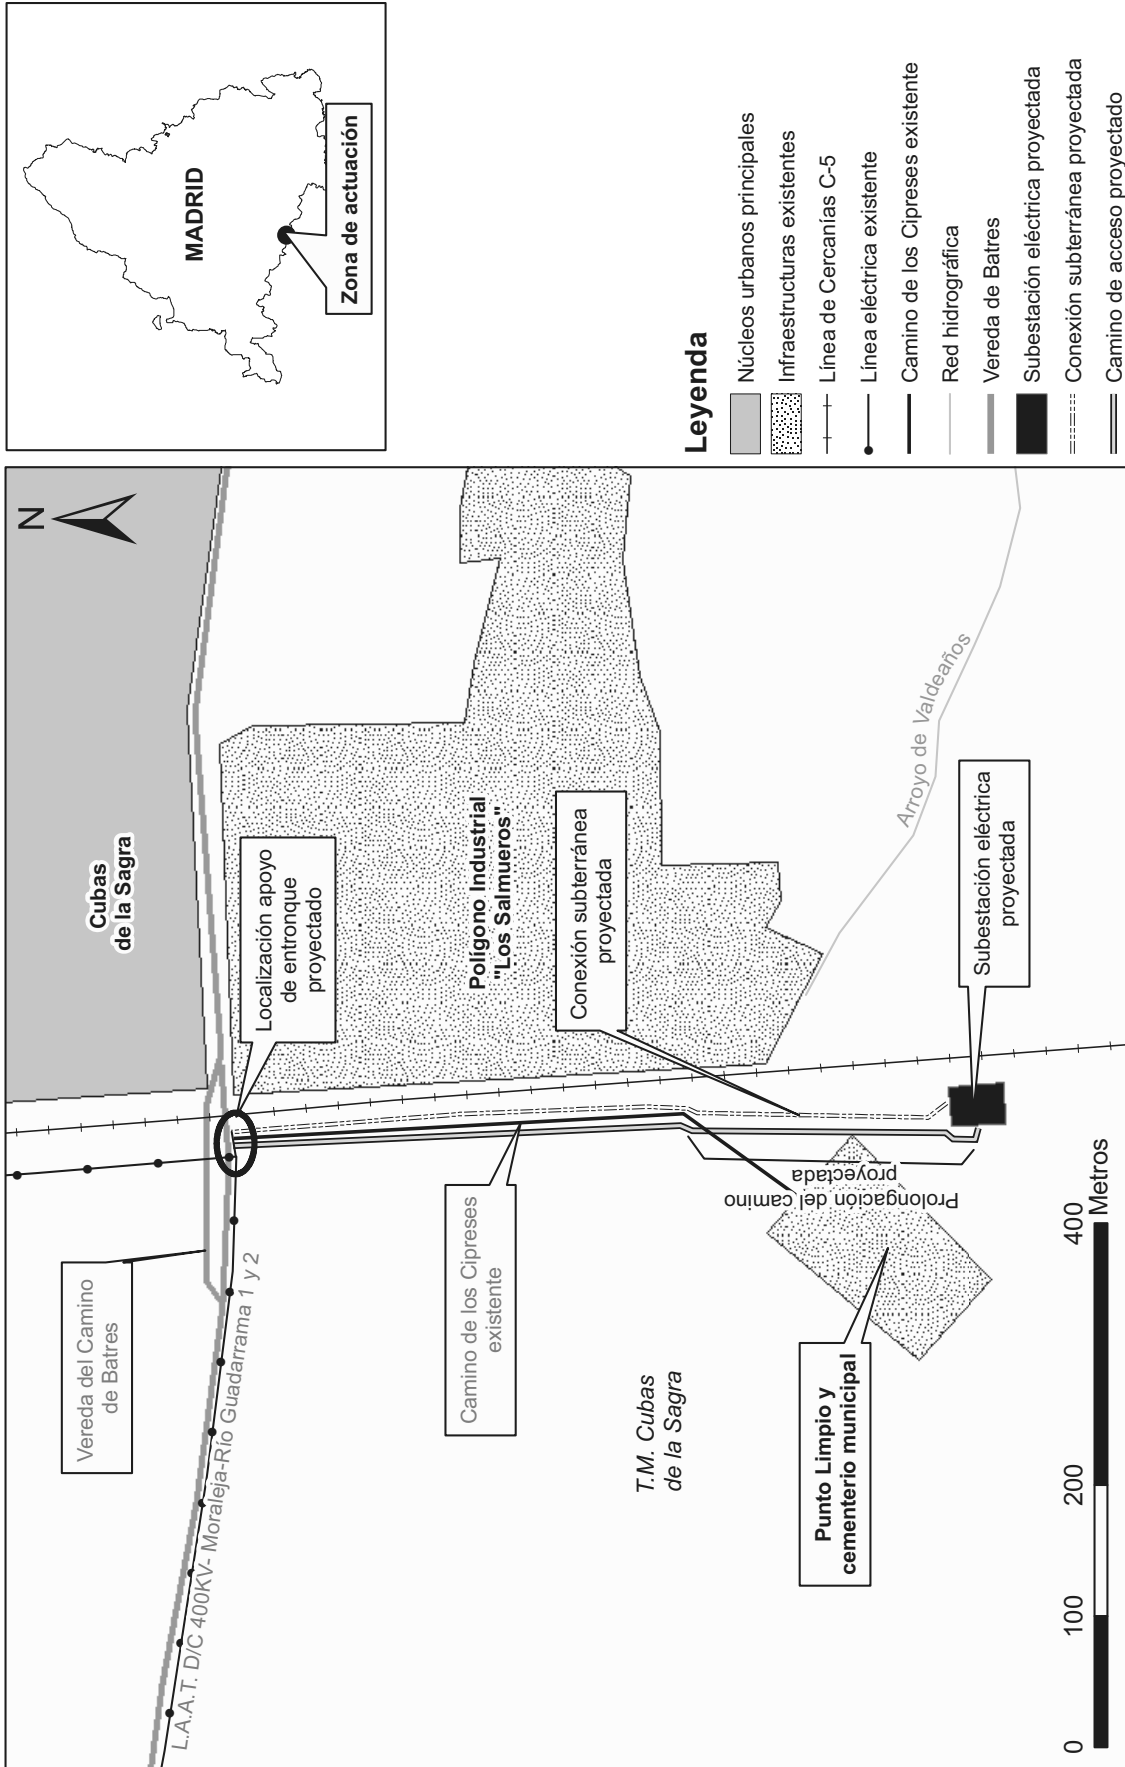 N
Cubas
de la Sagra
Vereda del Camino
de Batres
L.A.A.T. D/C 400KV- Moraleja-Río Guadarrama 1 y 2
Localización apoyo
de entronque
proyectado
Polígono Industrial
"Los Salmueros"
Camino de los Cipreses
existente
Conexión subterránea
proyectada
T.M. Cubas
de la Sagra
Prolongación del camino
proyectada
Punto Limpio y
cementerio municipal
Arroyo de Valdeaños
Subestación eléctrica
proyectada
0 100 200 400
Metros
MADRID
Zona de actuación
Leyenda
Núcleos urbanos principales
Infraestructuras existentes
Línea de Cercanías C-5
Línea eléctrica existente
Camino de los Cipreses existente
Red hidrográfica
Vereda de Batres
Subestación eléctrica proyectada
Conexión subterránea proyectada
Camino de acceso proyectado